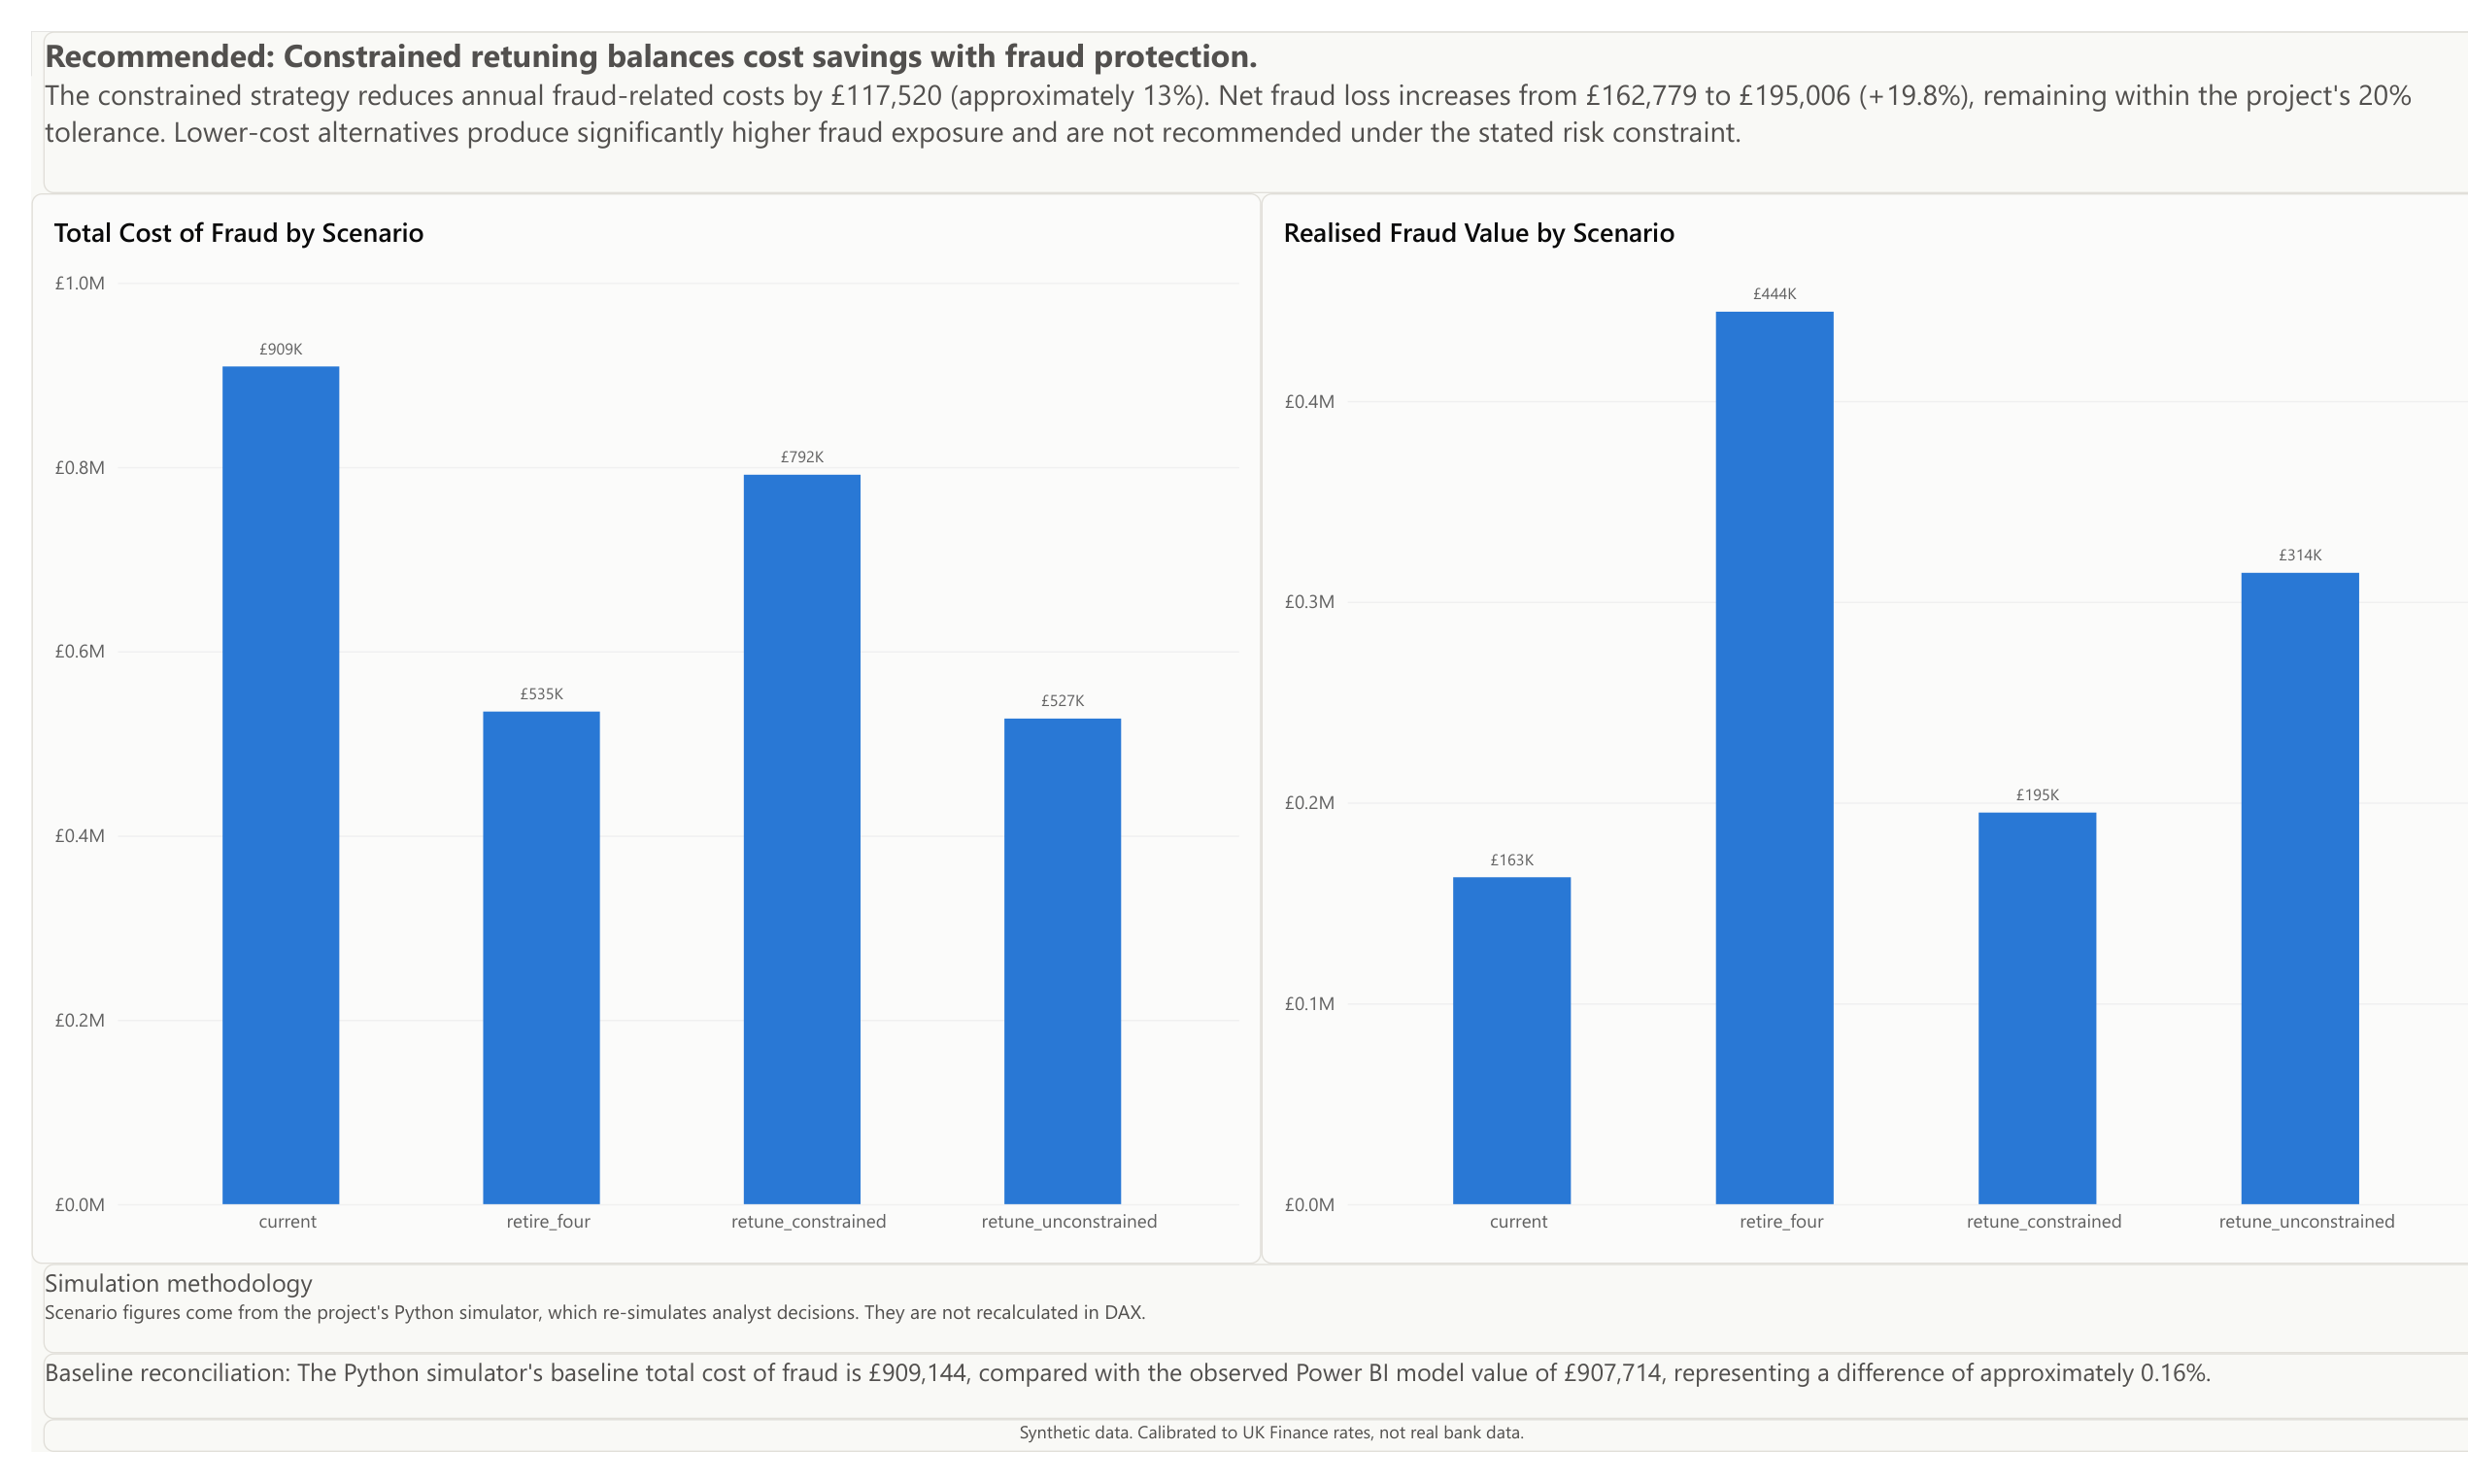 Recommended: Constrained retuning balances cost savings with fraud protection.
The constrained strategy reduces annual fraud-related costs by £117,520 (approximately 13%). Net fraud loss increases from £162,779 to £195,006 (+19.8%), remaining within the project's 20%
tolerance. Lower-cost alternatives produce significantly higher fraud exposure and are not recommended under the stated risk constraint.
Total Cost of Fraud by Scenario
£1.0M
£909K
£0.8M
£792K
£0.6M
£535K
£527K
£0.4M
£0.2M
£0.0M
current
retire_four
retune_constrained
retune_unconstrained
Realised Fraud Value by Scenario
£444K
£0.4M
£314K
£0.3M
£0.2M
£195K
£163K
£0.1M
£0.0M
current
retire_four
retune_constrained
retune_unconstrained
Simulation methodology
Scenario figures come from the project's Python simulator, which re-simulates analyst decisions. They are not recalculated in DAX.
Baseline reconciliation: The Python simulator's baseline total cost of fraud is £909,144, compared with the observed Power BI model value of £907,714, representing a difference of approximately 0.16%.
Synthetic data. Calibrated to UK Finance rates, not real bank data.